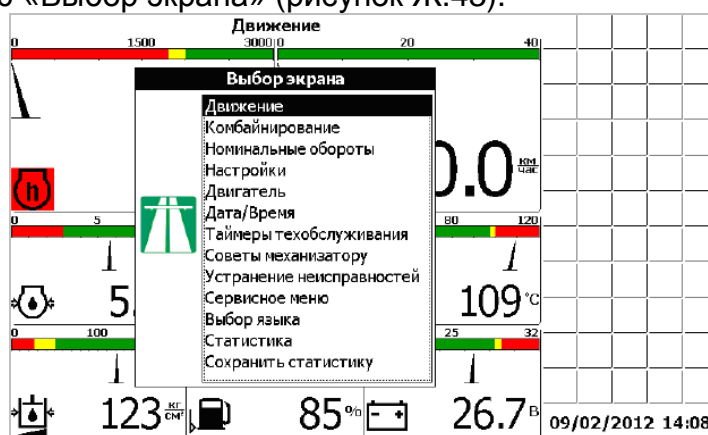 «Выбор экрана» (рисунок Ж.43).
Движение
0 1500 3000 0 20 40
Выбор экрана
Движение
Комбайнирование
Номинальные обороты
Настройки
Двигатель
Дата/Время
Таймеры техобслуживания
Советы механизатору
Устранение неисправностей
Сервисное меню
Выбор языка
Статистика
Сохранить статистику
0.0 км час
h
0 5 80 120
5. 109 °C
0 100 25 32
123 кг см² 85 % - + 26.7 В
09/02/2012 14:08